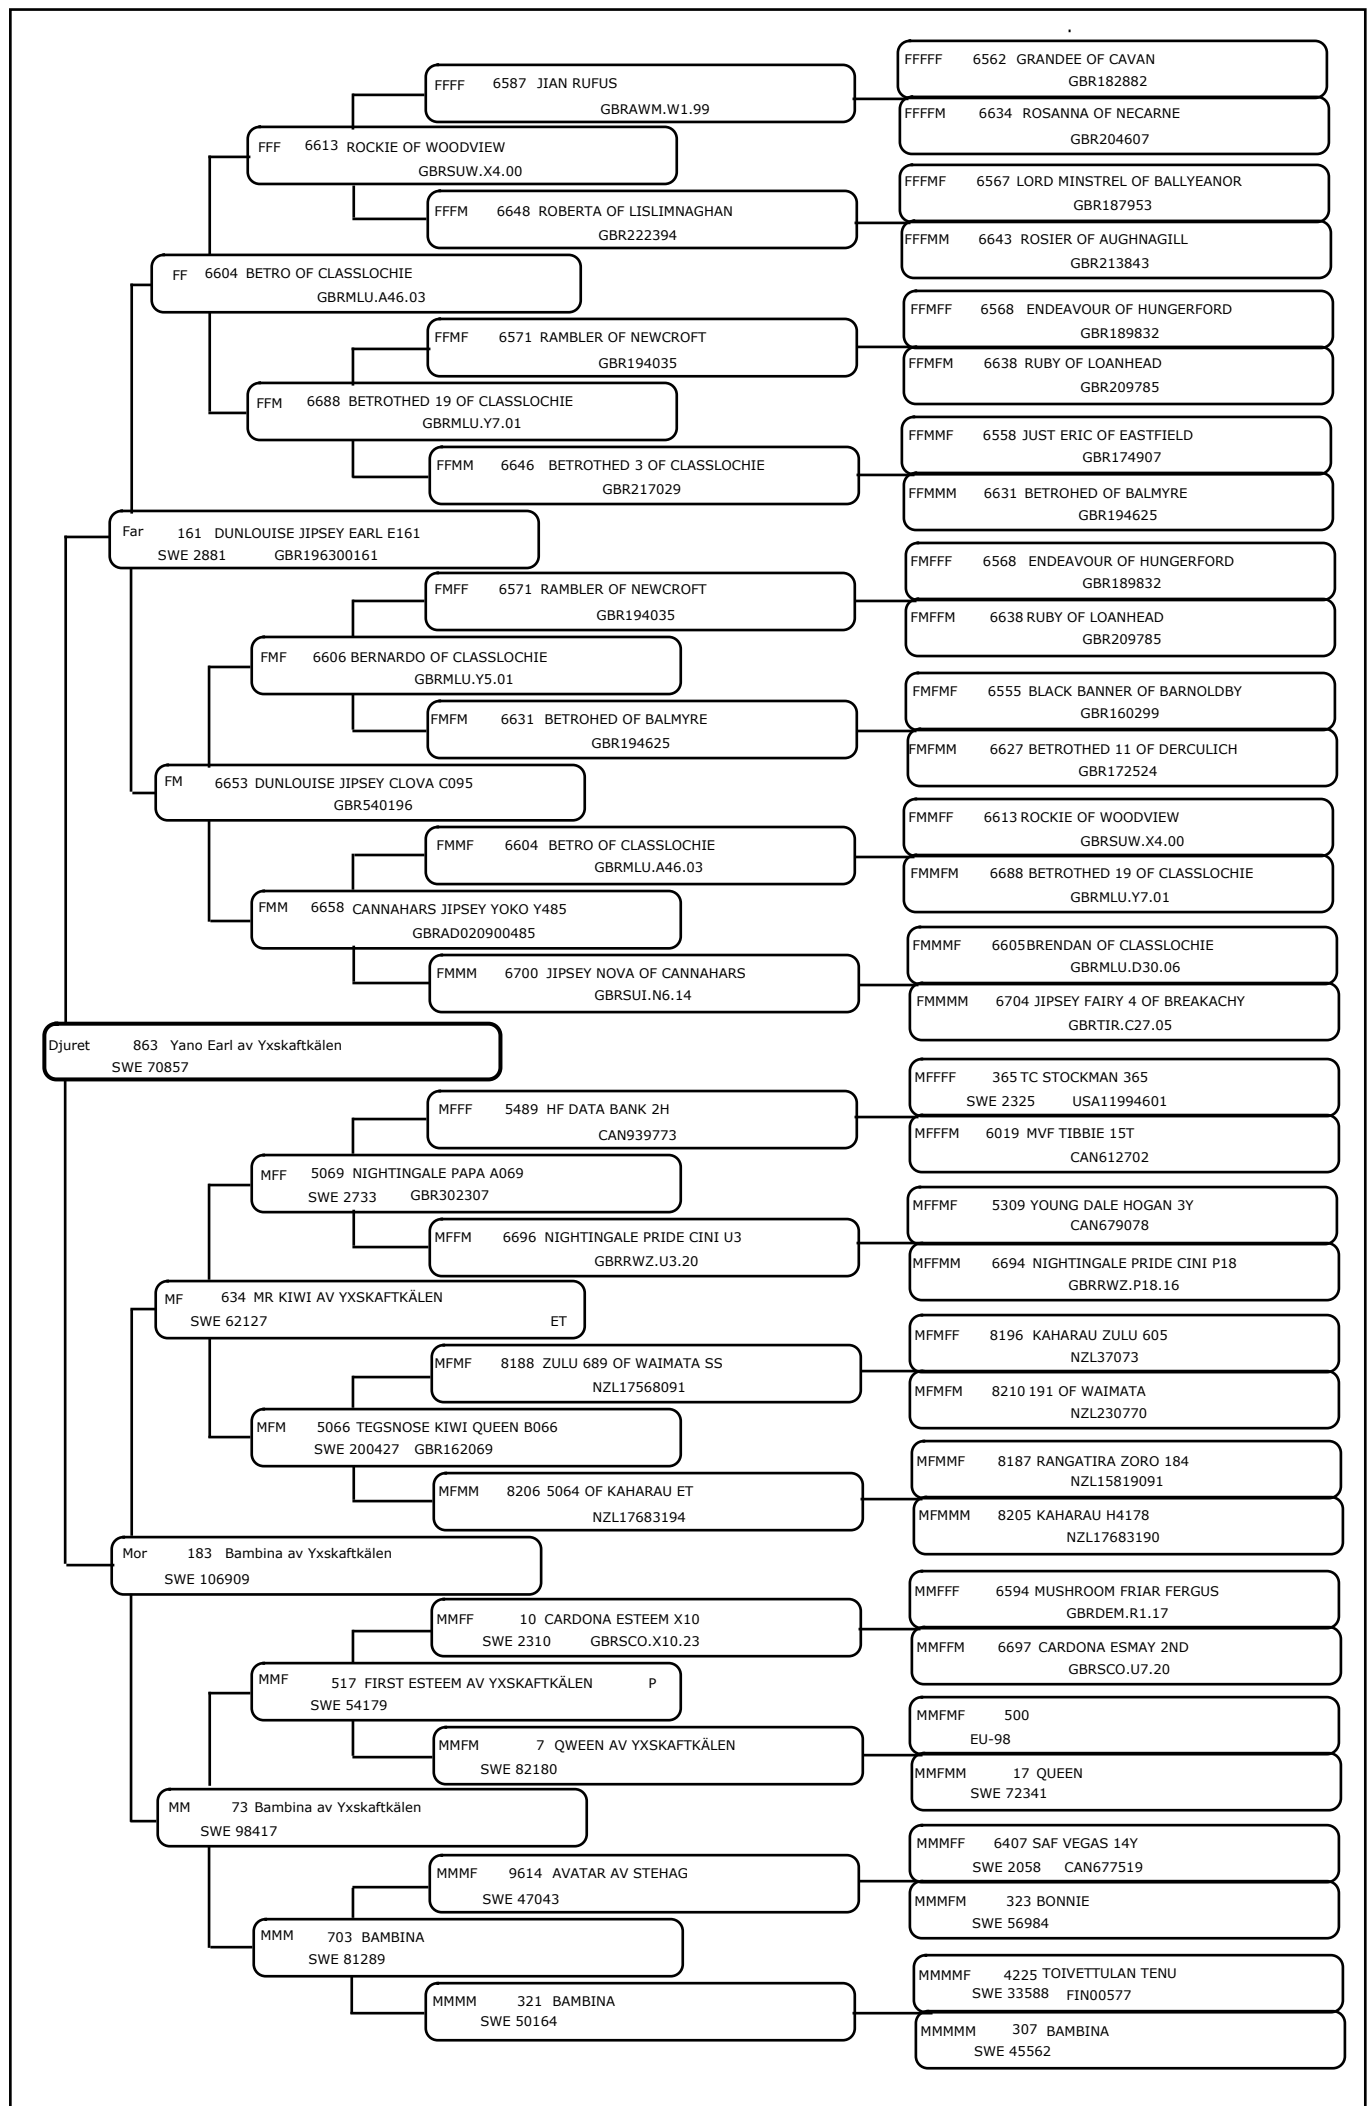 FFFFF 6562 GRANDEE OF CAVAN
GBR182882
FFFF 6587 JIAN RUFUS
GBRAWM.W1.99
FFFFM 6634 ROSANNA OF NECARNE
GBR204607
FFF 6613 ROCKIE OF WOODVIEW
GBRSUW.X4.00
FFFMF 6567 LORD MINSTREL OF BALLYEANOR
GBR187953
FFFM 6648 ROBERTA OF LISLIMNAGHAN
GBR222394
FFFMM 6643 ROSIER OF AUGHNAGILL
GBR213843
FF 6604 BETRO OF CLASSLOCHIE
GBRMLU.A46.03
FFMFF 6568 ENDEAVOUR OF HUNGERFORD
GBR189832
FFMF 6571 RAMBLER OF NEWCROFT
GBR194035
FFMFM 6638 RUBY OF LOANHEAD
GBR209785
FFM 6688 BETROTHED 19 OF CLASSLOCHIE
GBRMLU.Y7.01
FFMMF 6558 JUST ERIC OF EASTFIELD
GBR174907
FFMM 6646 BETROTHED 3 OF CLASSLOCHIE
GBR217029
FFMMM 6631 BETROHED OF BALMYRE
GBR194625
Far 161 DUNLOUISE JIPSEY EARL E161
SWE 2881 GBR196300161
FMFFF 6568 ENDEAVOUR OF HUNGERFORD
GBR189832
FMFF 6571 RAMBLER OF NEWCROFT
GBR194035
FMFFM 6638 RUBY OF LOANHEAD
GBR209785
FMF 6606 BERNARDO OF CLASSLOCHIE
GBRMLU.Y5.01
FMFMF 6555 BLACK BANNER OF BARNOLDBY
GBR160299
FMFM 6631 BETROHED OF BALMYRE
GBR194625
FMFMM 6627 BETROTHED 11 OF DERCULICH
GBR172524
FM 6653 DUNLOUISE JIPSEY CLOVA C095
GBR540196
FMMFF 6613 ROCKIE OF WOODVIEW
GBRSUW.X4.00
FMMF 6604 BETRO OF CLASSLOCHIE
GBRMLU.A46.03
FMMFM 6688 BETROTHED 19 OF CLASSLOCHIE
GBRMLU.Y7.01
FMM 6658 CANNAHARS JIPSEY YOKO Y485
GBRAD020900485
FMMMF 6605BRENDAN OF CLASSLOCHIE
GBRMLU.D30.06
FMMM 6700 JIPSEY NOVA OF CANNAHARS
GBRSUI.N6.14
FMMMM 6704 JIPSEY FAIRY 4 OF BREAKACHY
GBRTIR.C27.05
Djuret 863 Yano Earl av Yxskaftkälen
SWE 70857
MFFFF 365 TC STOCKMAN 365
SWE 2325 USA11994601
MFFF 5489 HF DATA BANK 2H
CAN939773
MFFFM 6019 MVF TIBBIE 15T
CAN612702
MFF 5069 NIGHTINGALE PAPA A069
SWE 2733 GBR302307
MFFMF 5309 YOUNG DALE HOGAN 3Y
CAN679078
MFFM 6696 NIGHTINGALE PRIDE CINI U3
GBRRWZ.U3.20
MFFMM 6694 NIGHTINGALE PRIDE CINI P18
GBRRWZ.P18.16
MF 634 MR KIWI AV YXSKAFTKÄLEN
SWE 62127 ET
MFMFF 8196 KAHARAU ZULU 605
NZL37073
MFMF 8188 ZULU 689 OF WAIMATA SS
NZL17568091
MFMFM 8210 191 OF WAIMATA
NZL230770
MFM 5066 TEGSNOSE KIWI QUEEN B066
SWE 200427 GBR162069
MFMMF 8187 RANGATIRA ZORO 184
NZL15819091
MFMM 8206 5064 OF KAHARAU ET
NZL17683194
MFMMM 8205 KAHARAU H4178
NZL17683190
Mor 183 Bambina av Yxskaftkälen
SWE 106909
MMFFF 6594 MUSHROOM FRIAR FERGUS
GBRDEM.R1.17
MMFF 10 CARDONA ESTEEM X10
SWE 2310 GBRSCO.X10.23
MMFFM 6697 CARDONA ESMAY 2ND
GBRSCO.U7.20
MMF 517 FIRST ESTEEM AV YXSKAFTKÄLEN P
SWE 54179
MMFMF 500
EU-98
MMFM 7 QWEEN AV YXSKAFTKÄLEN
SWE 82180
MMFMM 17 QUEEN
SWE 72341
MM 73 Bambina av Yxskaftkälen
SWE 98417
MMMFF 6407 SAF VEGAS 14Y
SWE 2058 CAN677519
MMMF 9614 AVATAR AV STEHAG
SWE 47043
MMMFM 323 BONNIE
SWE 56984
MMM 703 BAMBINA
SWE 81289
MMMMF 4225 TOIVETTULAN TENU
SWE 33588 FIN00577
MMMM 321 BAMBINA
SWE 50164
MMMMM 307 BAMBINA
SWE 45562